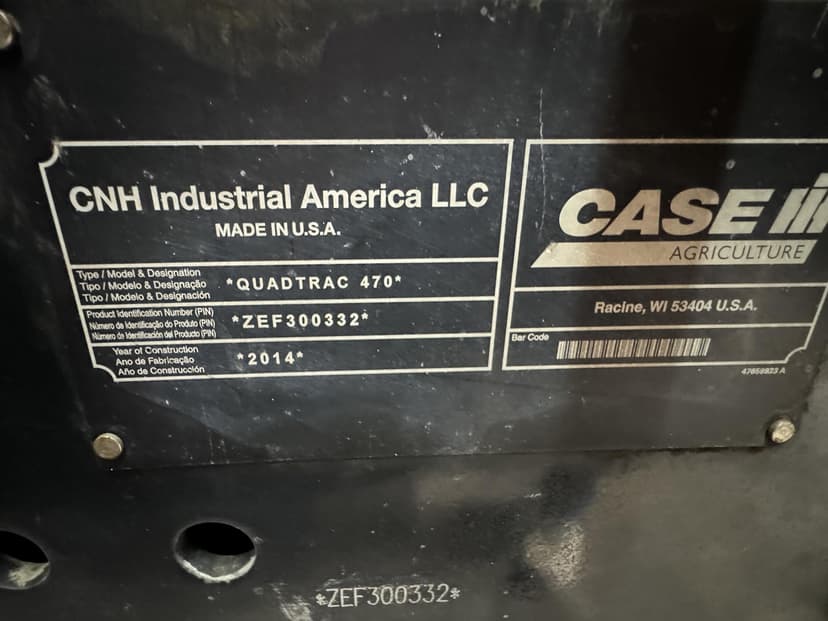 CNH Industrial America LLC
MADE IN U.S.A.
Type / Model & Designation
Tipo / Modelo & Designação
Tipo / Modelo & Designación
*QUADTRAC 470*
Product Identification Number (PIN)
Número de Identificação do Produto (PIN)
Número de Identificación del Producto (PIN)
*ZEF300332*
Year of Construction
Ano de Fabricação
Año de Construcción
*2014*
CASE IH
AGRICULTURE
Racine, WI 53404 U.S.A.
Bar Code
47658823 A
*ZEF300332*